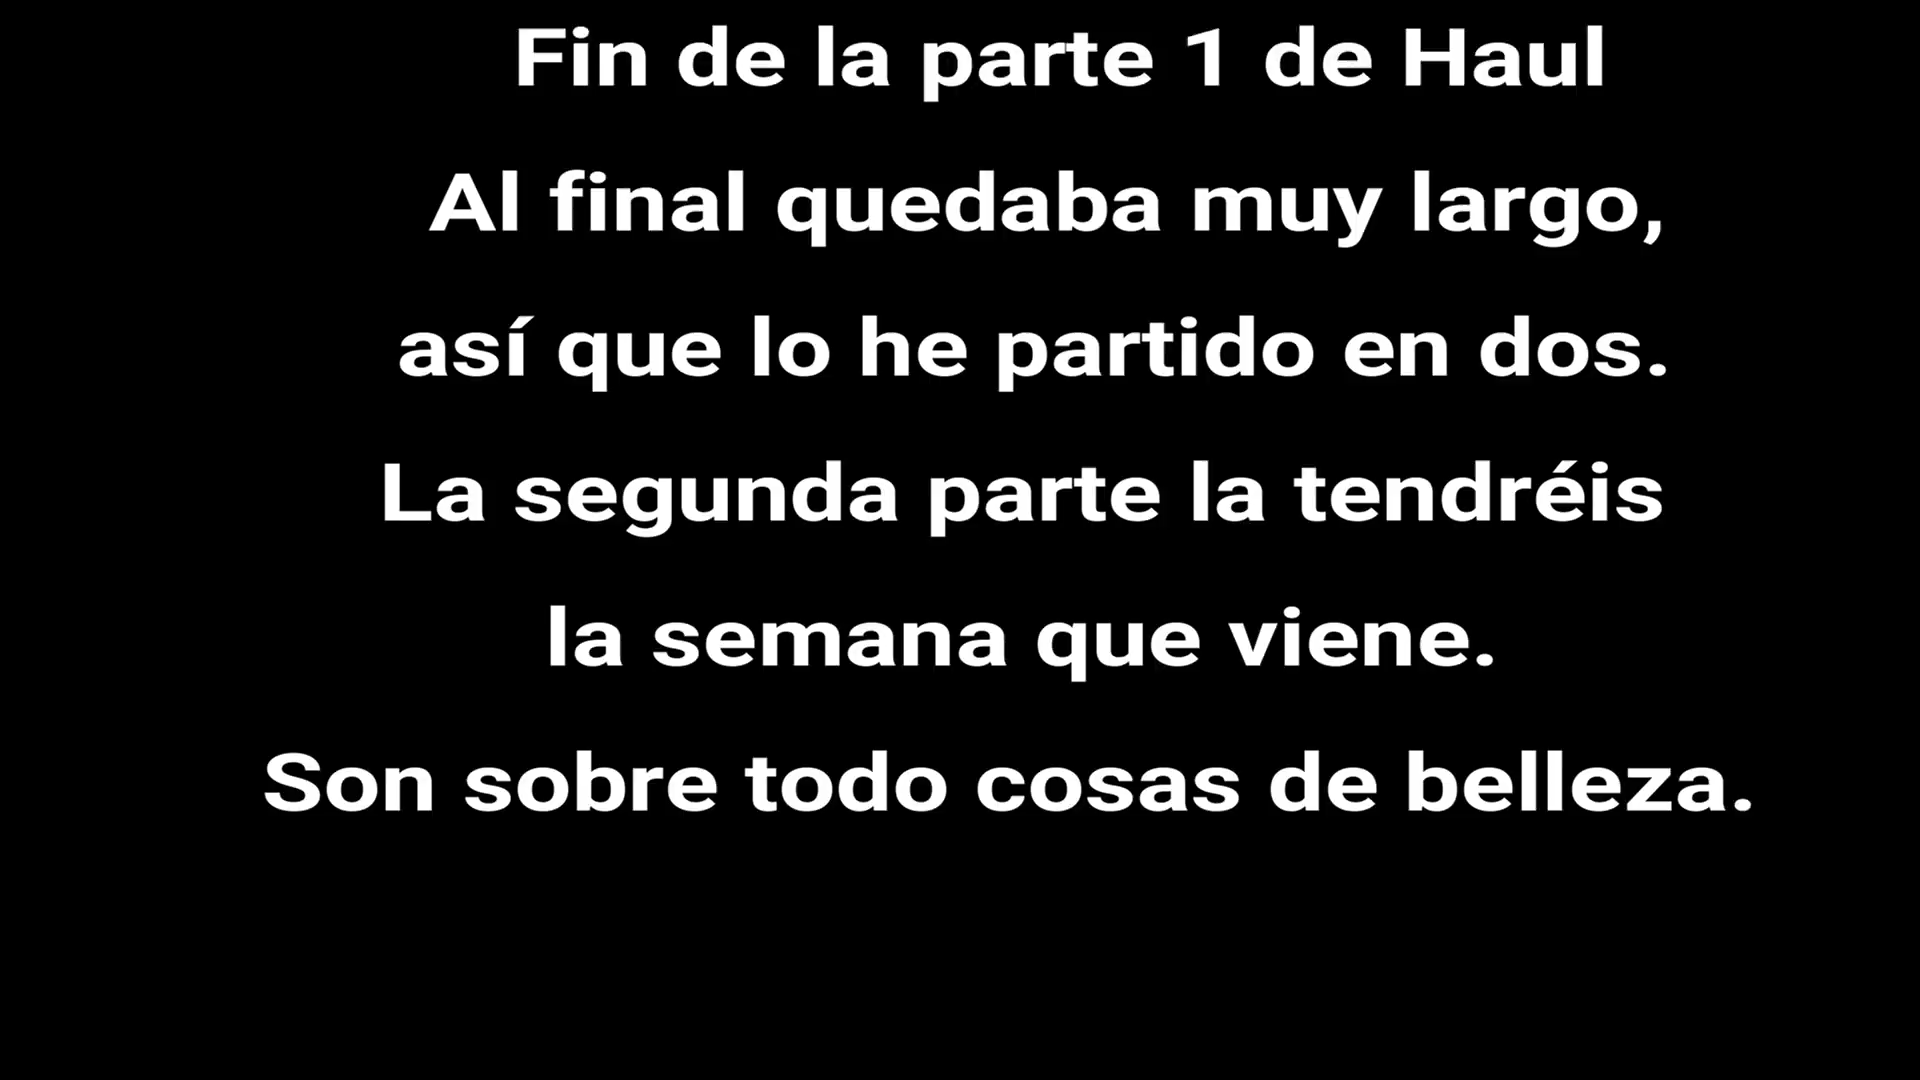 Fin de la parte 1 de Haul
Al final quedaba muy largo,
así que lo he partido en dos.
La segunda parte la tendréis
la semana que viene.
Son sobre todo cosas de belleza.